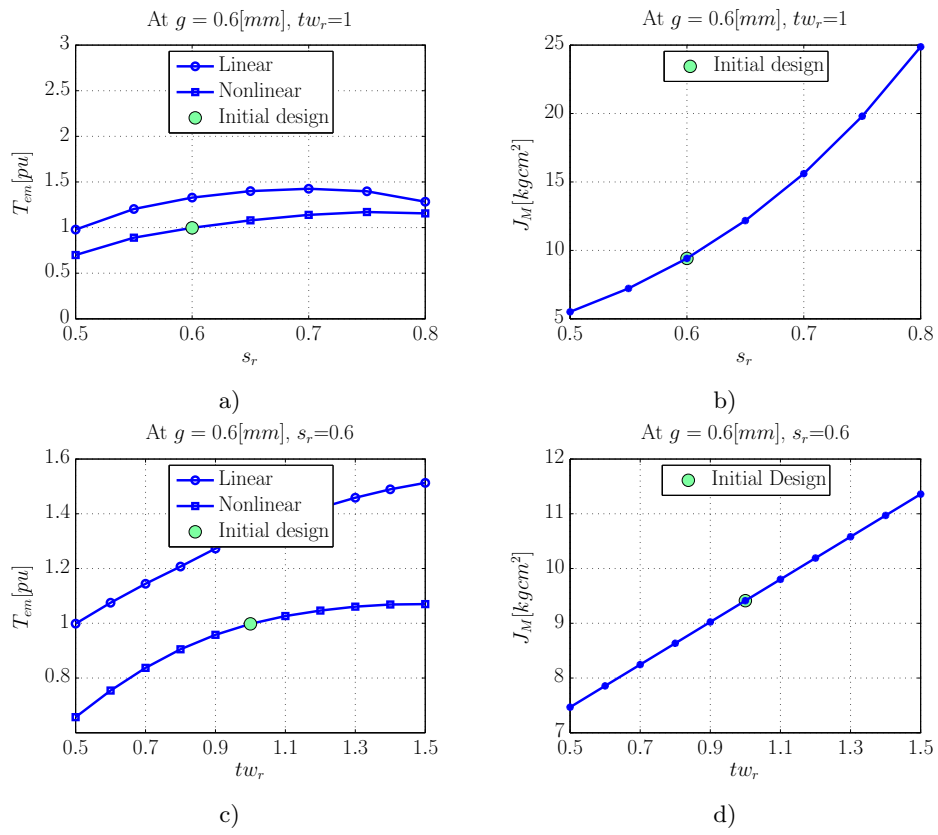 At g = 0.6[mm], tw_r=1
3
2.5
2
1.5
1
0.5
0
T_em[pu]
Linear
Nonlinear
Initial design
0.5 0.6 0.7 0.8
s_r
a)
At g = 0.6[mm], tw_r=1
25
20
15
10
5
J_M[kgcm²]
Initial design
0.5 0.6 0.7 0.8
s_r
b)
At g = 0.6[mm], s_r=0.6
1.6
1.4
1.2
1
0.8
T_em[pu]
Linear
Nonlinear
Initial design
0.5 0.7 0.9 1.1 1.3 1.5
tw_r
c)
At g = 0.6[mm], s_r=0.6
12
11
10
9
8
7
J_M[kgcm²]
Initial Design
0.5 0.7 0.9 1.1 1.3 1.5
tw_r
d)